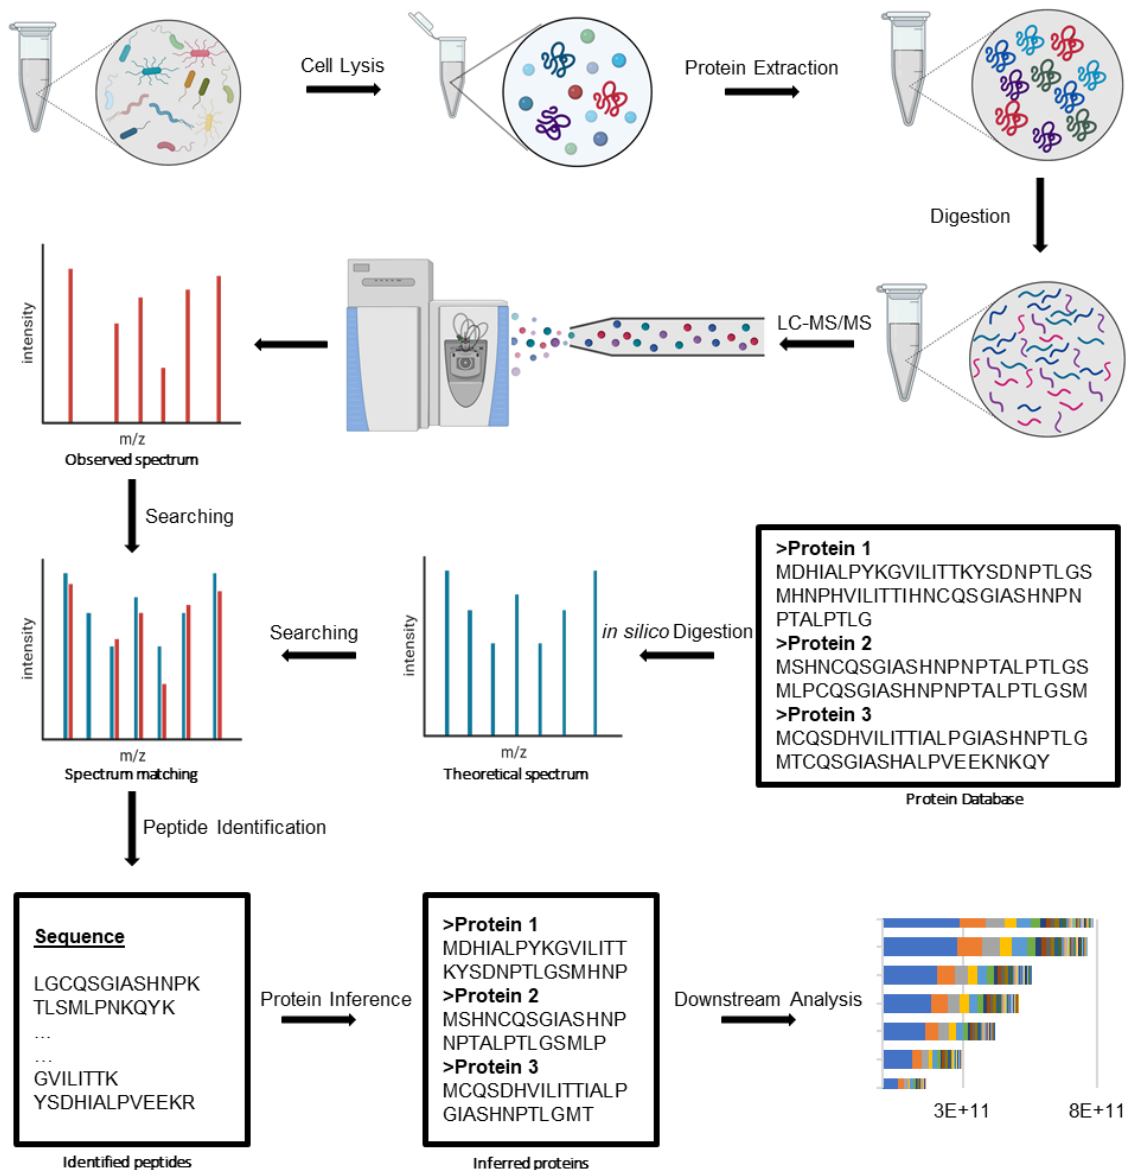 Cell Lysis
Protein Extraction
Digestion
LC-MS/MS
intensity
m/z
Observed spectrum
Searching
>Protein 1
MDHIALPYKGVILITTKYSDNPTLGS
MHNPHVILITTIHNCQSGIASHNPN
PTALPTLG
>Protein 2
MSHNCQSGIASHNPNPTALPTLGS
MLPCQSGIASHNPNPTALPTLGSM
>Protein 3
MCQSDHVILITTIALPGIASHNPTLG
MTCQSGIASHALPVEEKNKQY
Protein Database
in silico Digestion
intensity
m/z
Theoretical spectrum
Searching
intensity
m/z
Spectrum matching
Peptide Identification
Sequence
LGCQSGIASHNPK
TLSMLPNKQYK
...
...
GVILITTK
YSDHIALPVEEKR
Identified peptides
Protein Inference
>Protein 1
MDHIALPYKGVILITT
KYSDNPTLGSMHNP
>Protein 2
MSHNCQSGIASHNP
NPTALPTLGSMLP
>Protein 3
MCQSDHVILITTIALP
GIASHNPTLGMT
Inferred proteins
Downstream Analysis
3E+11
8E+11